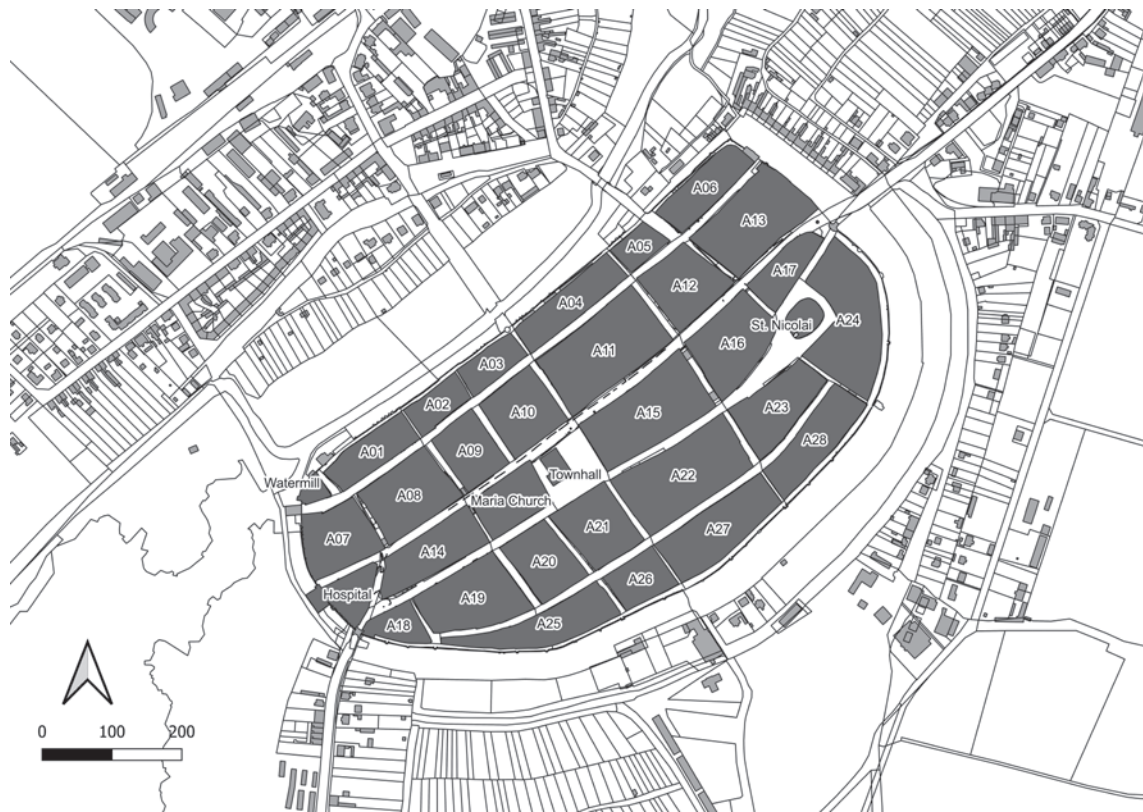 A06
A13
A05
A17
A12
A04
St. Nicolai
A24
A16
A11
A03
A02
A10
A15
A23
A28
A01
A09
A22
Watermill
A08
Townhall
Maria Church
A27
A07
A14
A21
A20
A26
Hospital
A19
A18
A25
0 100 200